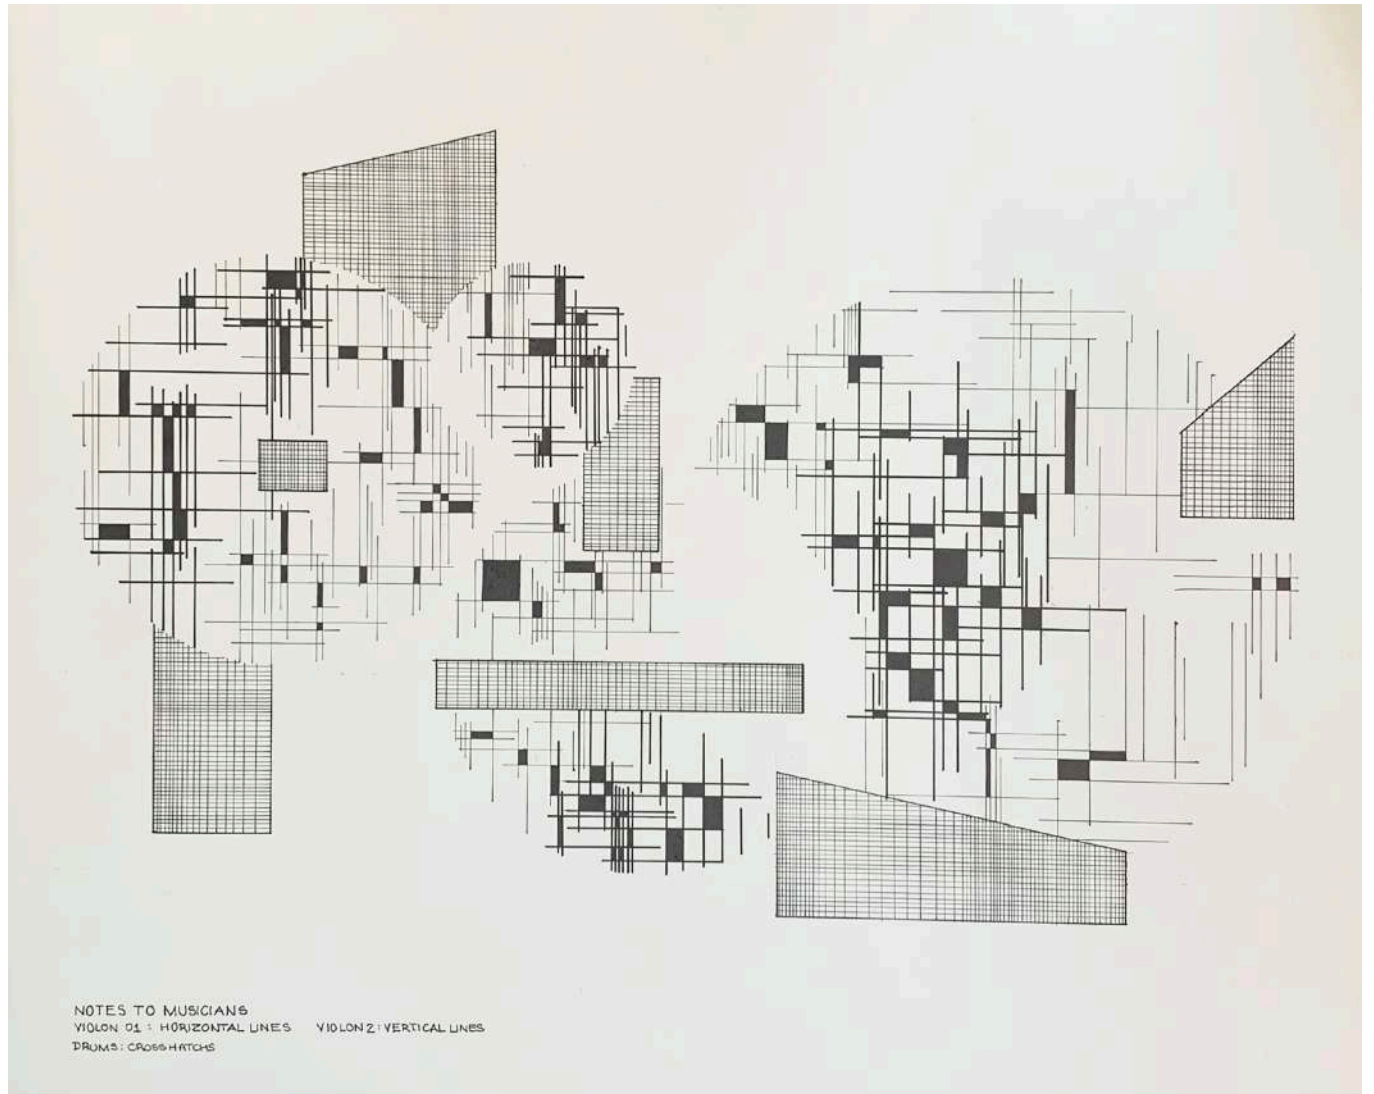 NOTES TO MUSICIANS
VIOLON 01 : HORIZONTAL LINES VIOLON 2 : VERTICAL LINES
DRUMS : CROSSHATCHS